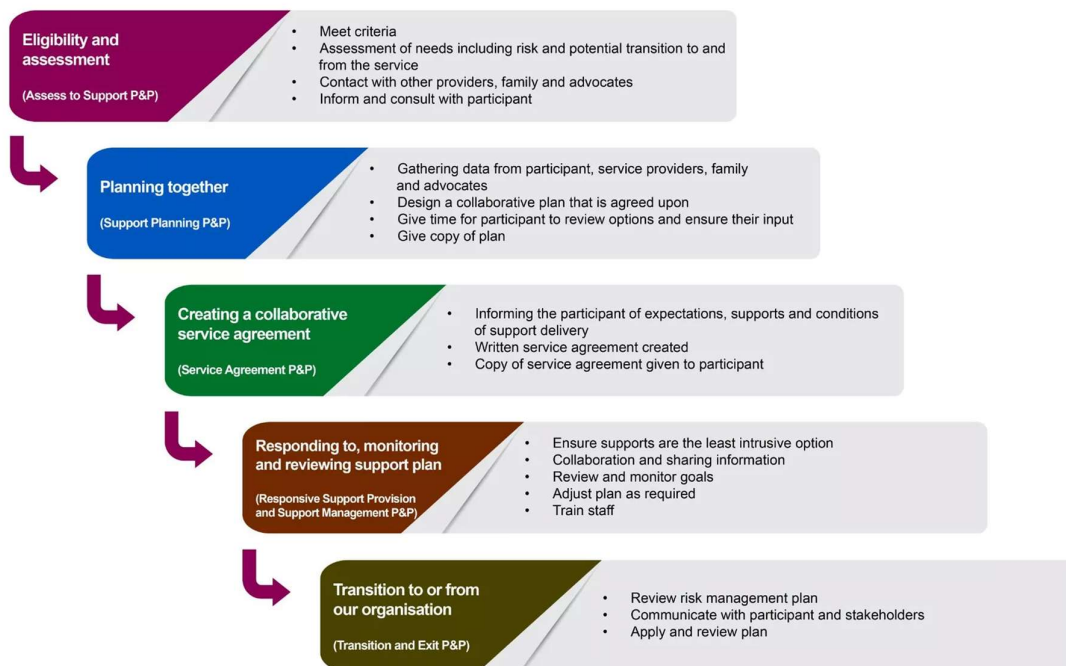 Eligibility and
assessment
(Assess to Support P&P)
• Meet criteria
• Assessment of needs including risk and potential transition to and
from the service
• Contact with other providers, family and advocates
• Inform and consult with participant
Planning together
(Support Planning P&P)
• Gathering data from participant, service providers, family
and advocates
• Design a collaborative plan that is agreed upon
• Give time for participant to review options and ensure their input
• Give copy of plan
Creating a collaborative
service agreement
(Service Agreement P&P)
• Informing the participant of expectations, supports and conditions
of support delivery
• Written service agreement created
• Copy of service agreement given to participant
Responding to, monitoring
and reviewing support plan
(Responsive Support Provision
and Support Management P&P)
• Ensure supports are the least intrusive option
• Collaboration and sharing information
• Review and monitor goals
• Adjust plan as required
• Train staff
Transition to or from
our organisation
(Transition and Exit P&P)
• Review risk management plan
• Communicate with participant and stakeholders
• Apply and review plan